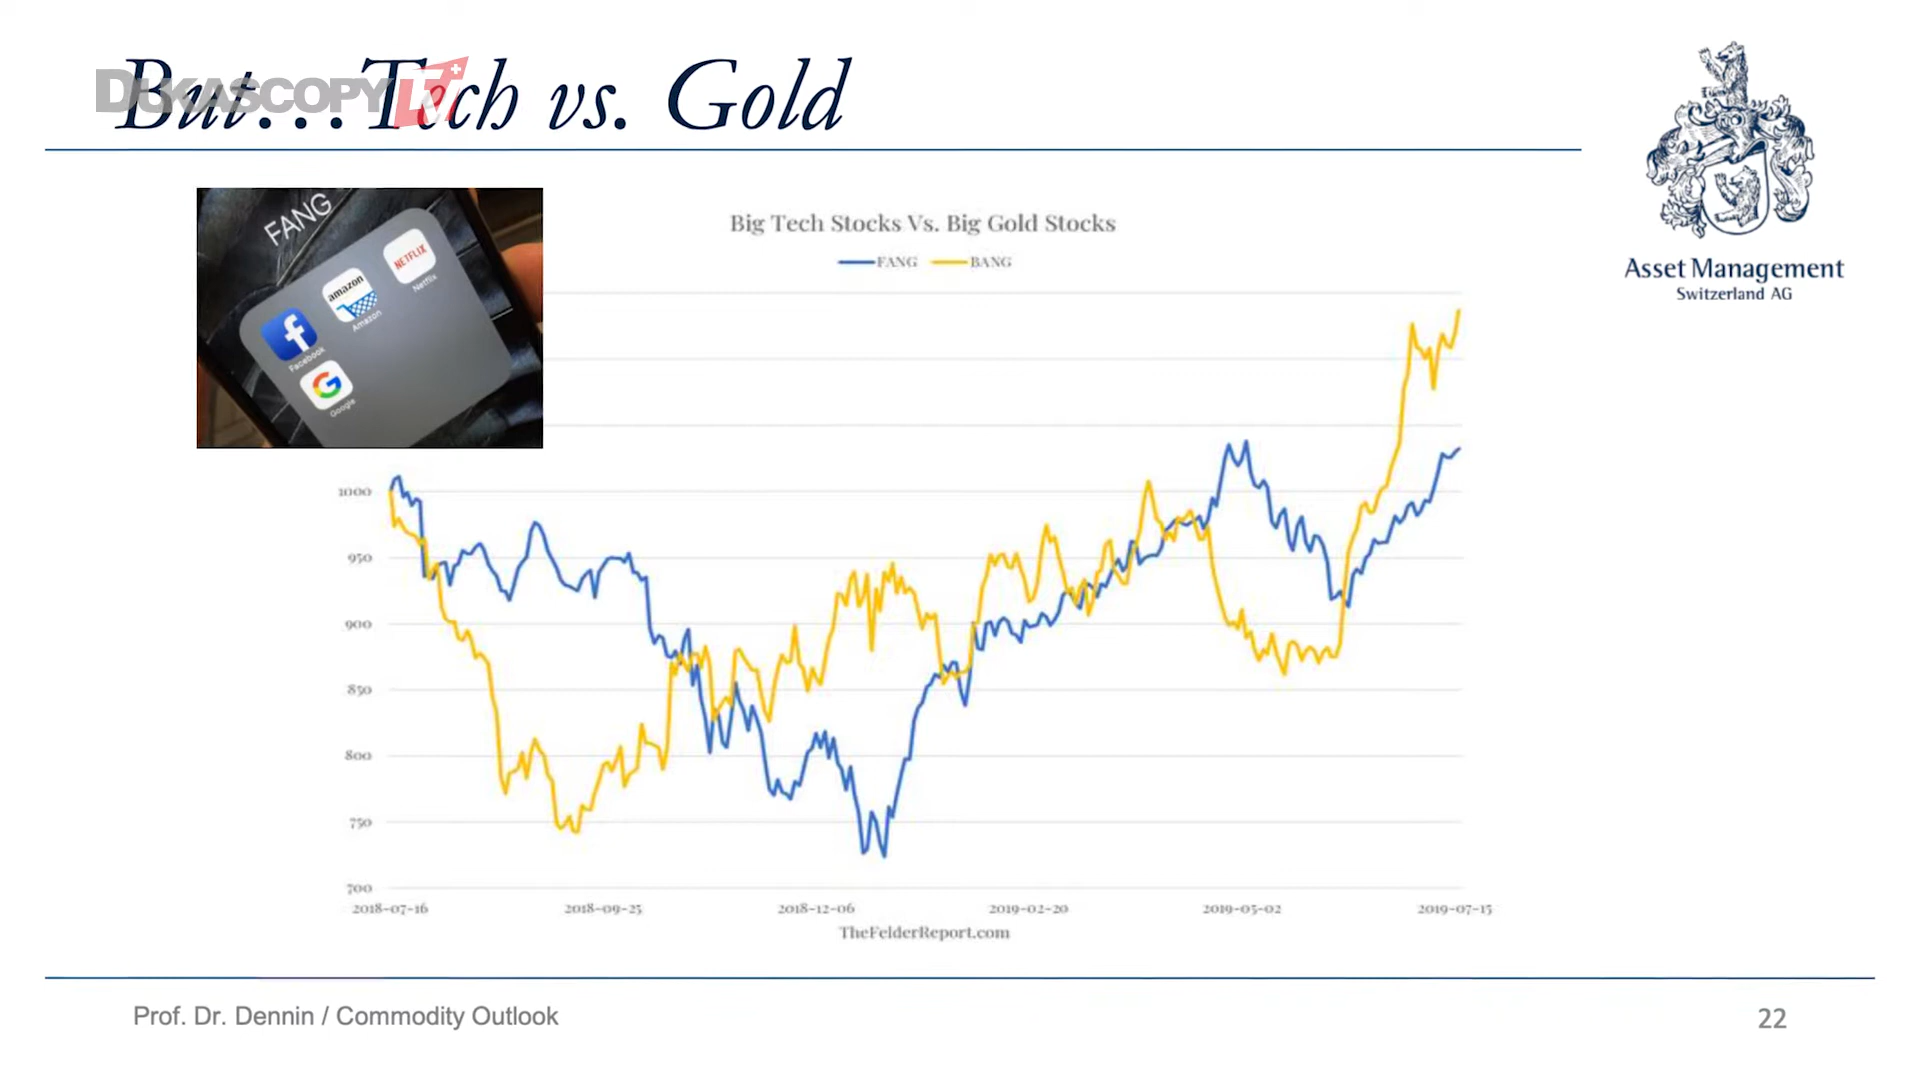 But…Tech vs. Gold
DUKASCOPY TV
FANG
NETFLIX
Netflix
amazon
Amazon
Facebook
Google
Big Tech Stocks Vs. Big Gold Stocks
FANG BANG
1000
950
900
850
800
750
700
2018-07-16 2018-09-25 2018-12-06 2019-02-20 2019-05-02 2019-07-15
TheFelderReport.com
Asset Management
Switzerland AG
Prof. Dr. Dennin / Commodity Outlook
22